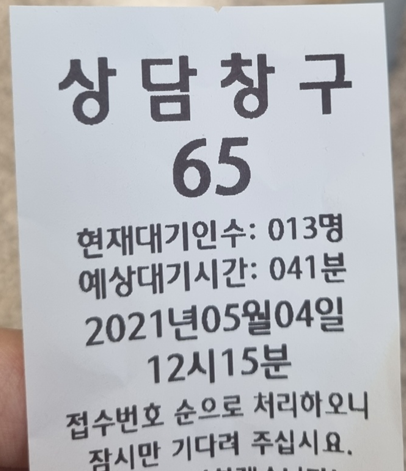 상담창구
65
현재대기인수: 013명
예상대기시간: 041분
2021년05월04일
12시15분
접수번호 순으로 처리하오니
잠시만 기다려 주십시요.